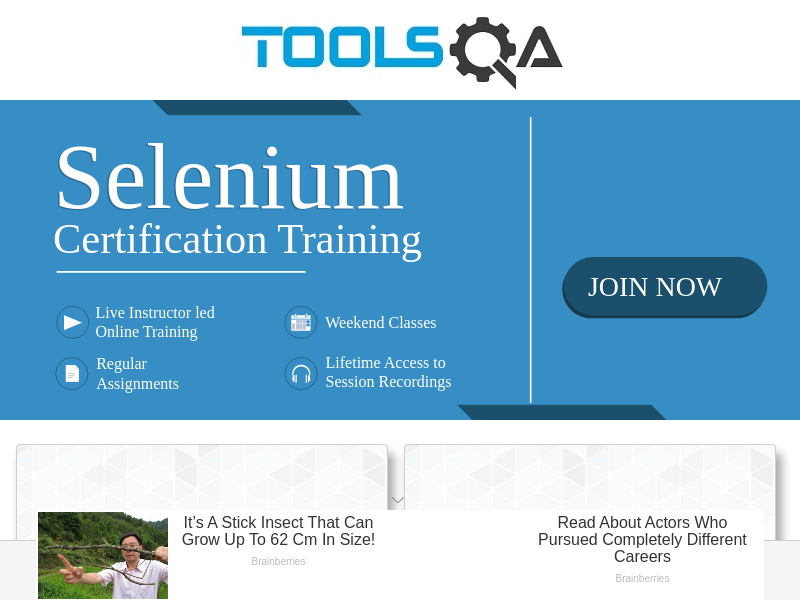 TOOLSQA
Selenium
Certification Training
Live Instructor led
Online Training
Weekend Classes
Regular
Assignments
Lifetime Access to
Session Recordings
JOIN NOW
It's A Stick Insect That Can
Grow Up To 62 Cm In Size!
Brainberries
Read About Actors Who
Pursued Completely Different
Careers
Brainberries